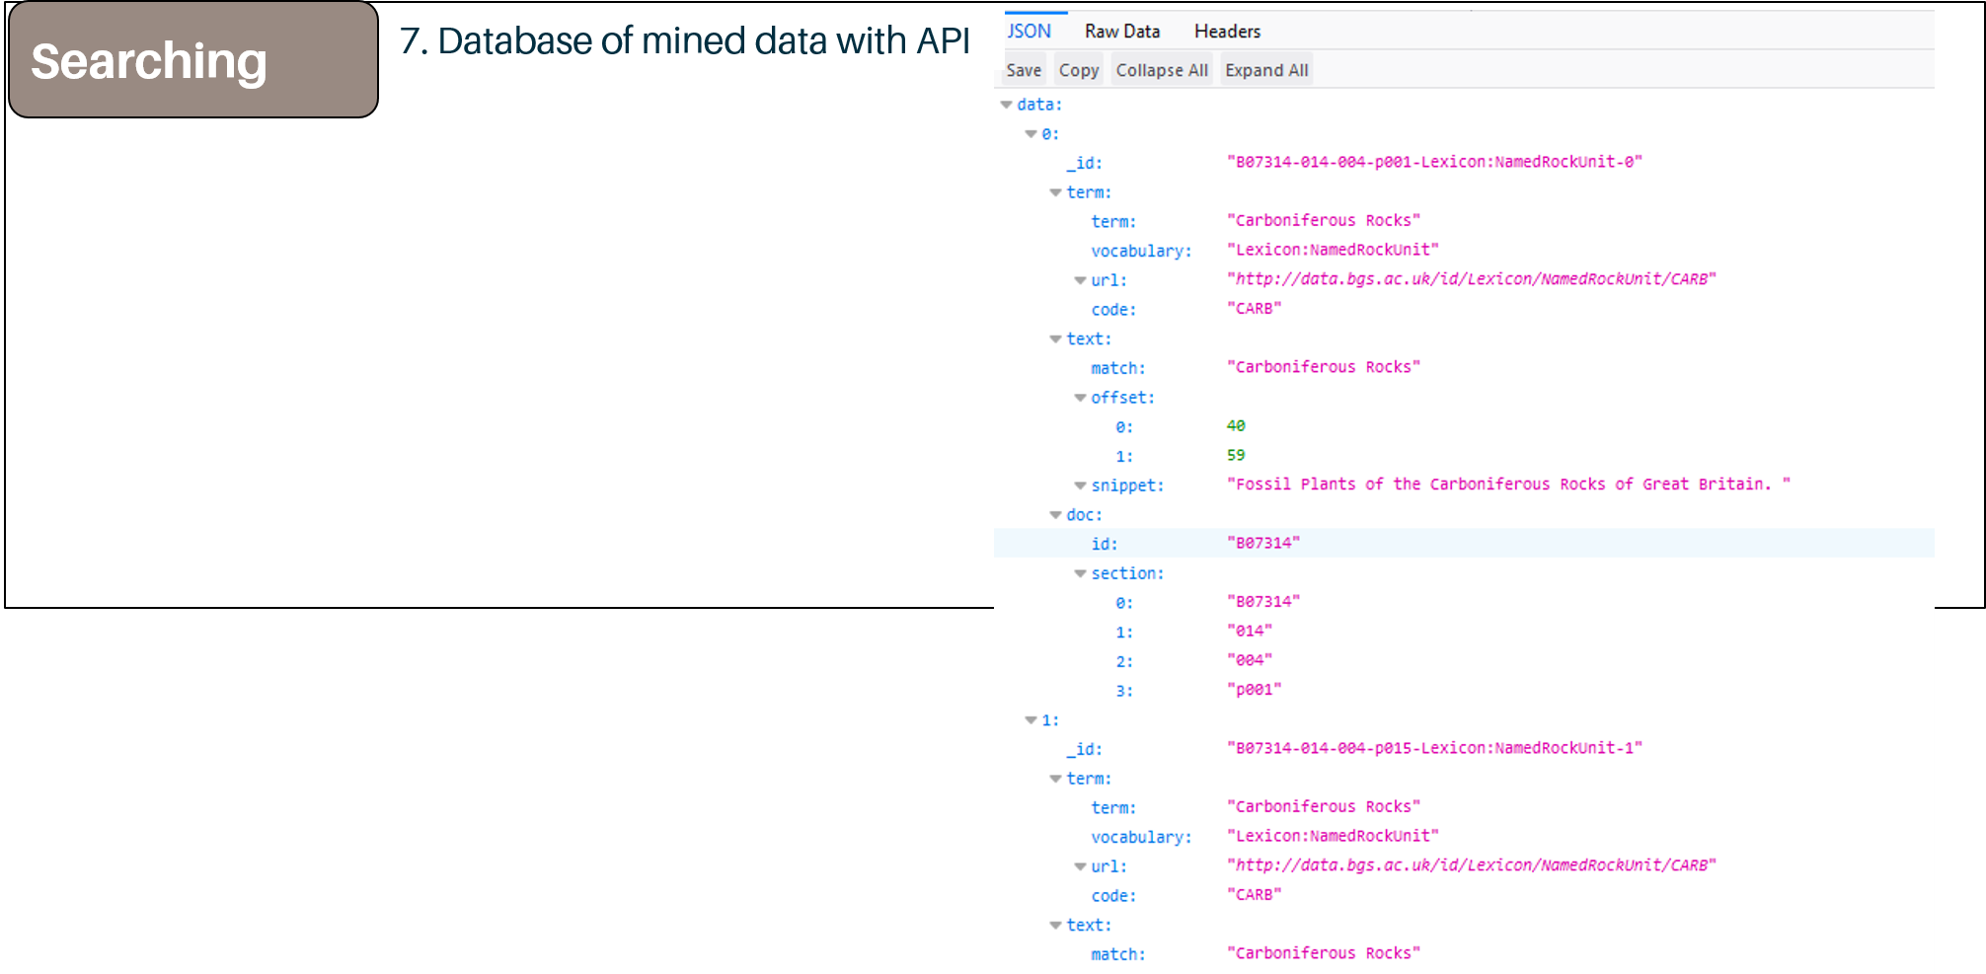 Searching
7. Database of mined data with API
JSON Raw Data Headers
Save Copy Collapse All Expand All
data:
0:
_id: "B07314-014-004-p001-Lexicon:NamedRockUnit-0"
term:
term: "Carboniferous Rocks"
vocabulary: "Lexicon:NamedRockUnit"
url: "http://data.bgs.ac.uk/id/Lexicon/NamedRockUnit/CARB"
code: "CARB"
text:
match: "Carboniferous Rocks"
offset:
0: 40
1: 59
snippet: "Fossil Plants of the Carboniferous Rocks of Great Britain. "
doc:
id: "B07314"
section:
0: "B07314"
1: "014"
2: "004"
3: "p001"
1:
_id: "B07314-014-004-p015-Lexicon:NamedRockUnit-1"
term:
term: "Carboniferous Rocks"
vocabulary: "Lexicon:NamedRockUnit"
url: "http://data.bgs.ac.uk/id/Lexicon/NamedRockUnit/CARB"
code: "CARB"
text:
match: "Carboniferous Rocks"